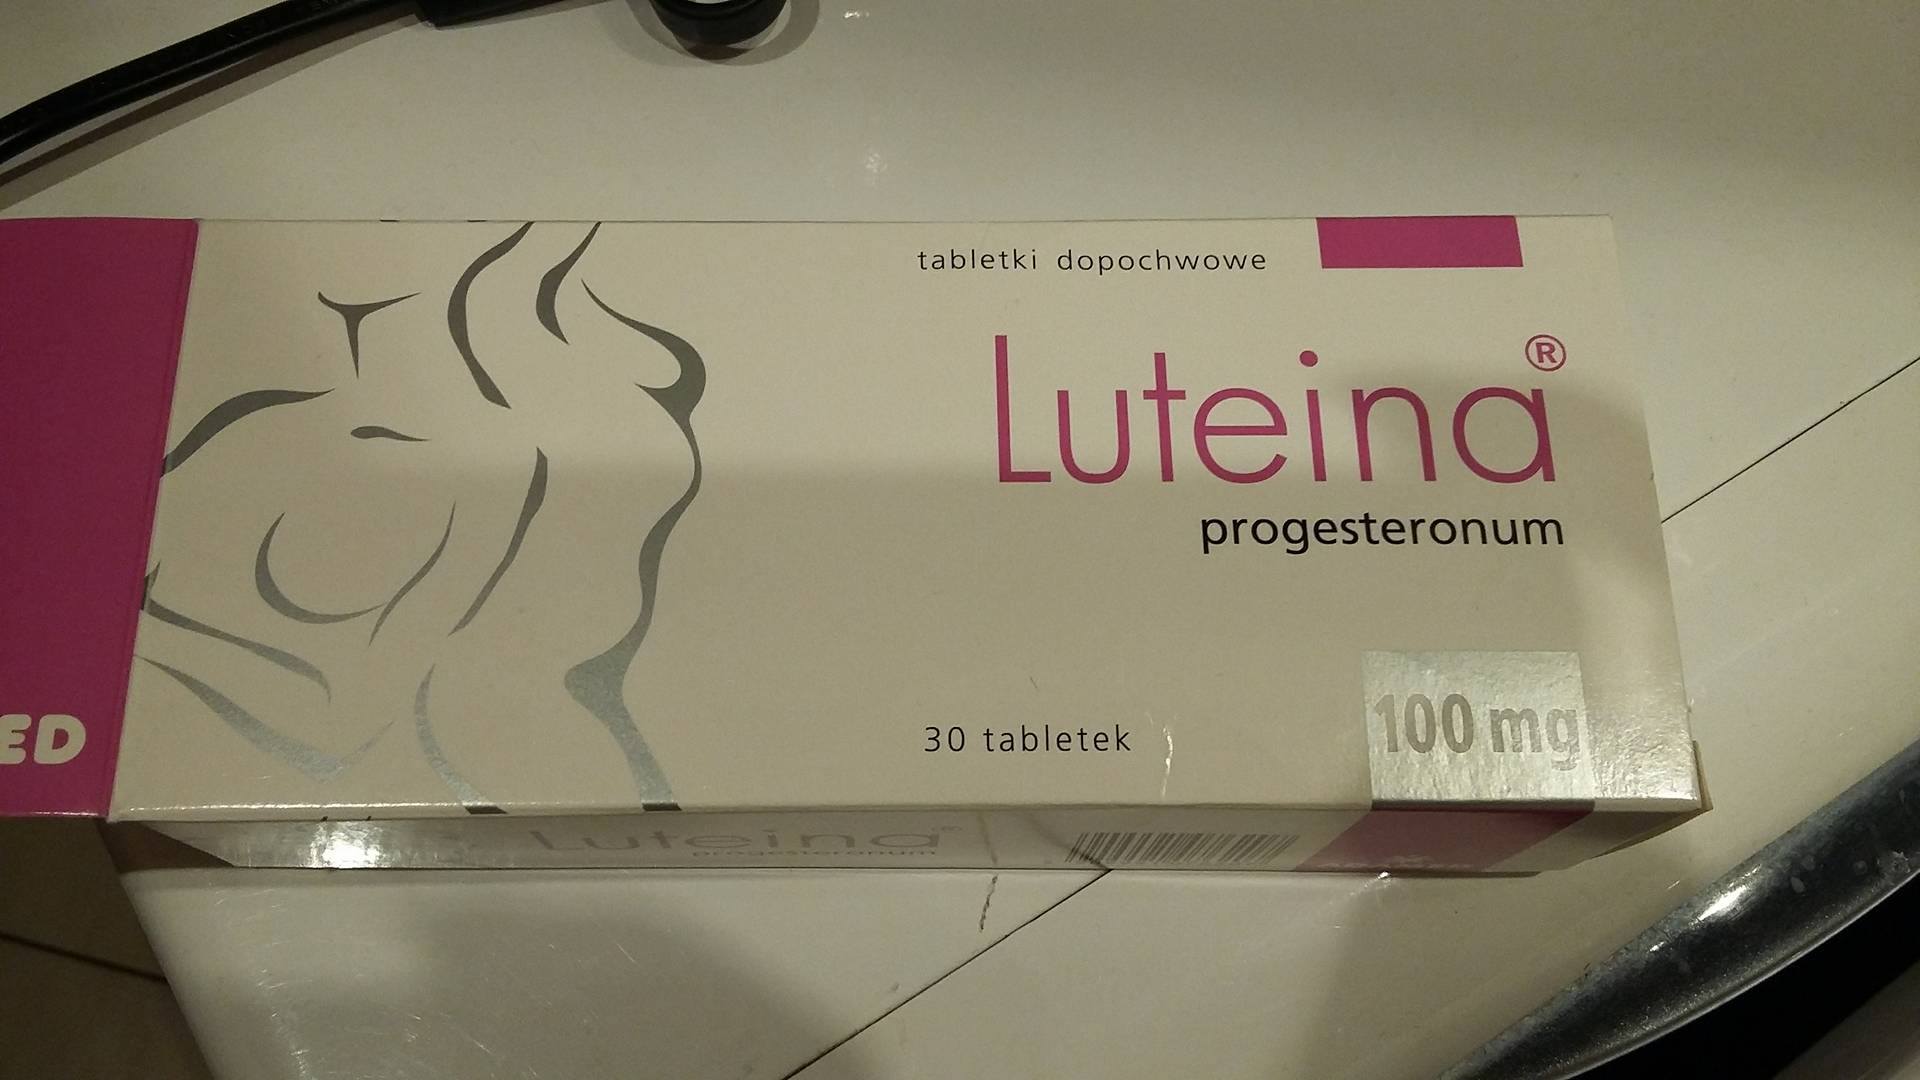 tabletki dopochwowe
Luteina®
progesteronum
30 tabletek
100 mg
ED
Luteina®
progesteronum